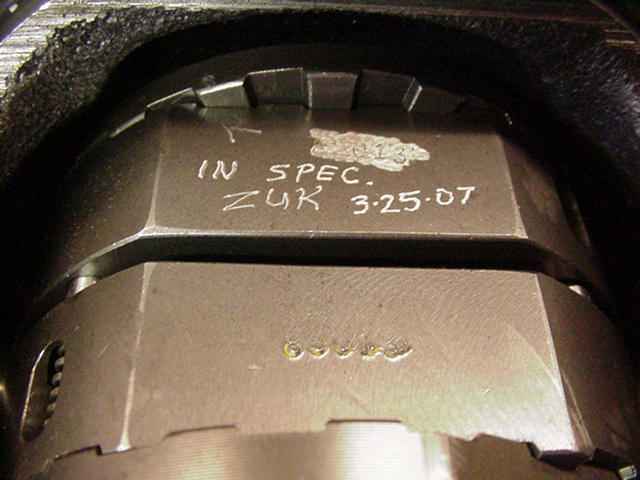 IN SPEC.
ZUK 3-25-07